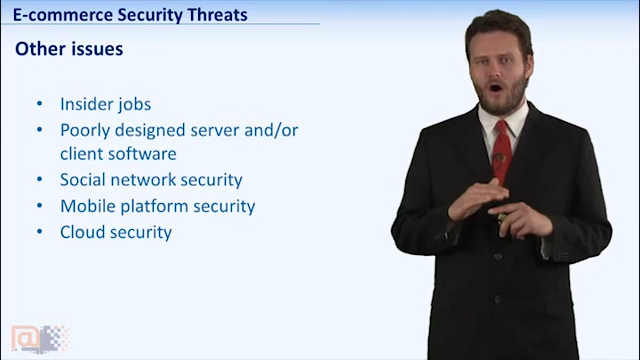 E-commerce Security Threats
Other issues
• Insider jobs
• Poorly designed server and/or
client software
• Social network security
• Mobile platform security
• Cloud security
@